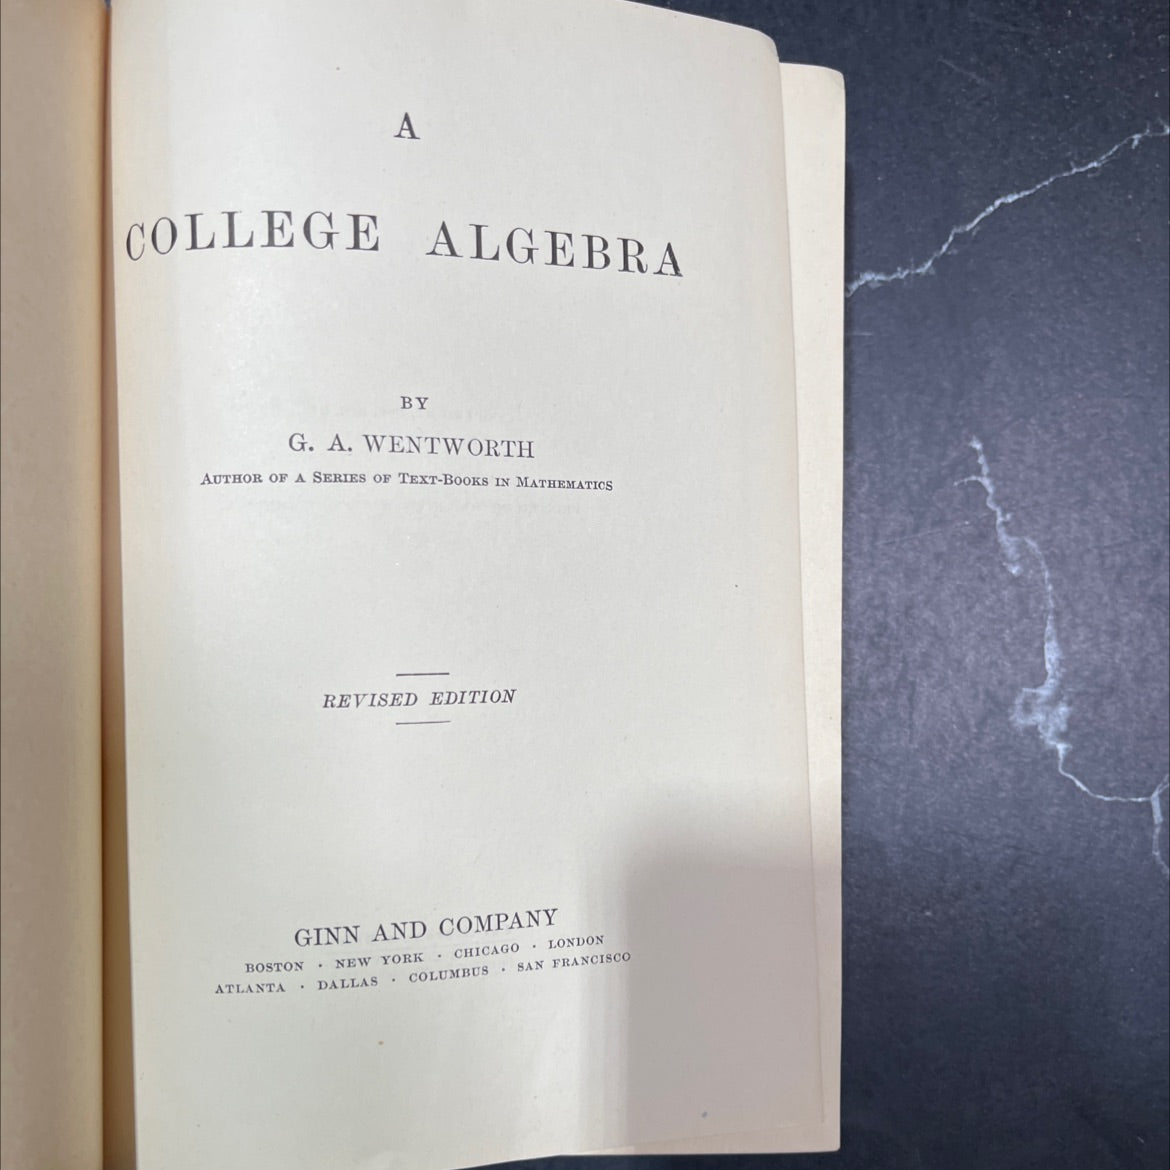 A
COLLEGE ALGEBRA
BY
G. A. WENTWORTH
AUTHOR OF A SERIES OF TEXT-BOOKS IN MATHEMATICS
REVISED EDITION
GINN AND COMPANY
BOSTON · NEW YORK · CHICAGO · LONDON
ATLANTA · DALLAS · COLUMBUS · SAN FRANCISCO